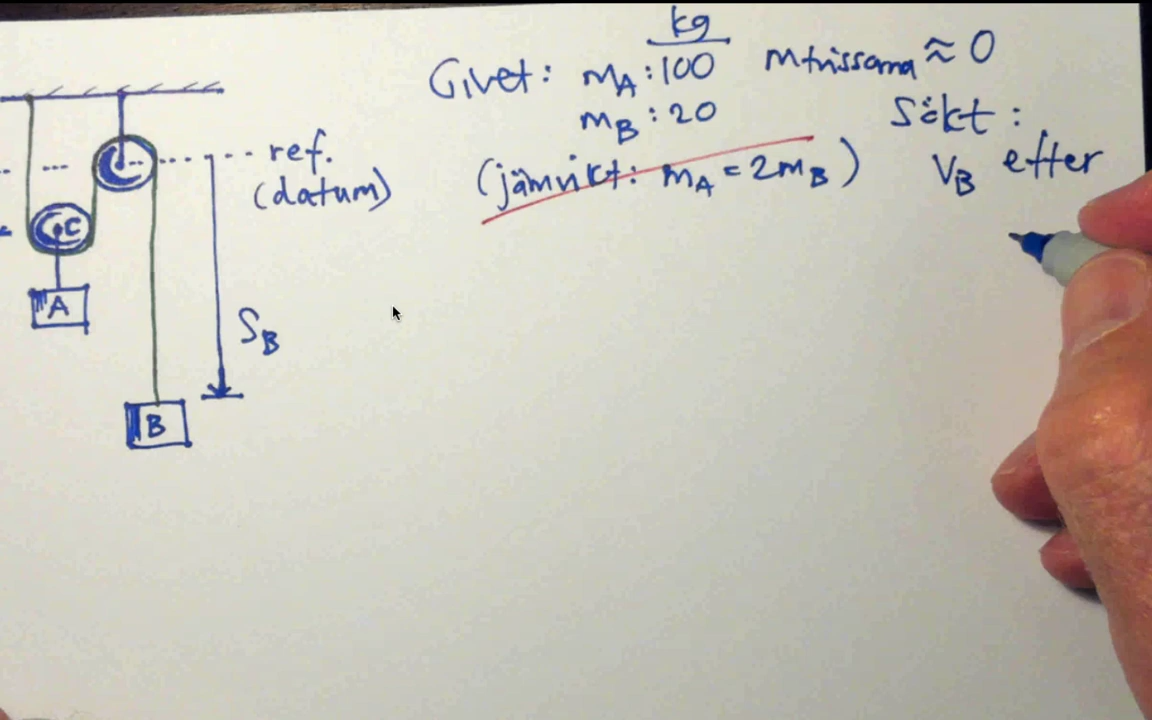 kg
Givet: mA : 100 mtrissorna ≈ 0
mB : 20
Sökt :
(jämvikt: mA = 2mB)
vB efter
ref.
(datum)
C
A
SB
B